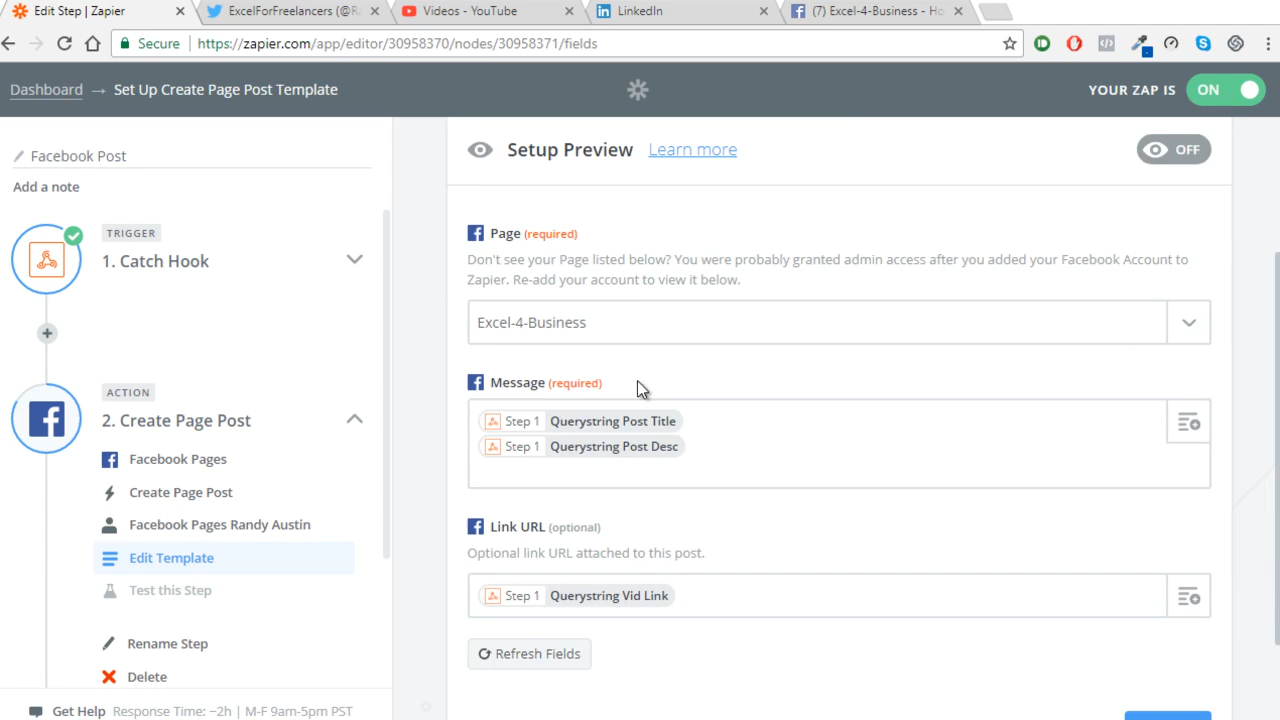 Edit Step | Zapier
ExcelForFreelancers (@Ra
Videos - YouTube
LinkedIn
(7) Excel-4-Business - Ho
Secure
https://zapier.com/app/editor/30958370/nodes/30958371/fields
Dashboard → Set Up Create Page Post Template
YOUR ZAP IS ON
Facebook Post
Add a note
TRIGGER
1. Catch Hook
ACTION
2. Create Page Post
Facebook Pages
Create Page Post
Facebook Pages Randy Austin
Edit Template
Test this Step
Rename Step
Delete
Get Help Response Time: ~2h | M-F 9am-5pm PST
Setup Preview Learn more
OFF
Page (required)
Don't see your Page listed below? You were probably granted admin access after you added your Facebook Account to
Zapier. Re-add your account to view it below.
Excel-4-Business
Message (required)
Step 1 Querystring Post Title
Step 1 Querystring Post Desc
Link URL (optional)
Optional link URL attached to this post.
Step 1 Querystring Vid Link
Refresh Fields